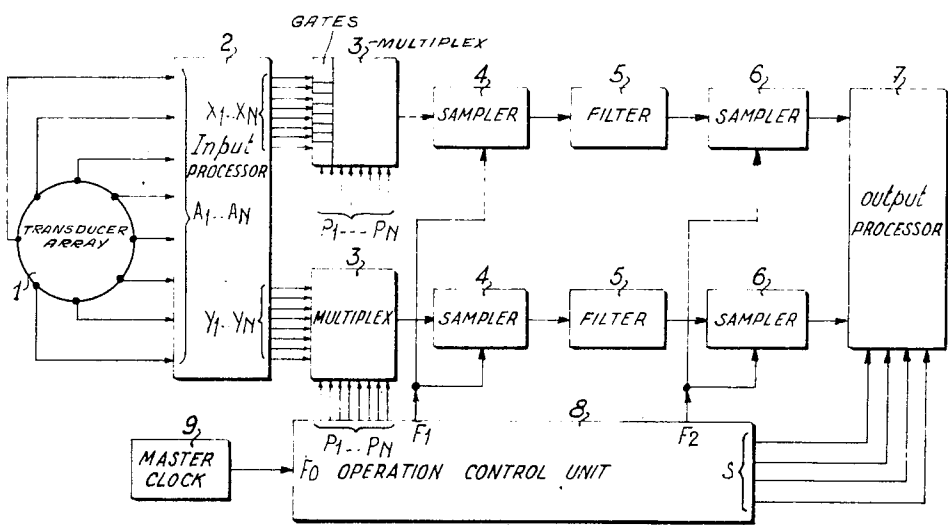 GATES
3 MULTIPLEX
2
4
5
6
7
X1..XN
Input
PROCESSOR
A1..AN
SAMPLER
FILTER
SAMPLER
output
PROCESSOR
TRANSDUCER
ARRAY
1
P1...PN
3
4
5
6
Y1..YN
MULTIPLEX
SAMPLER
FILTER
SAMPLER
P1...PN
F1
8
F2
9
MASTER
CLOCK
F0 OPERATION CONTROL UNIT
S